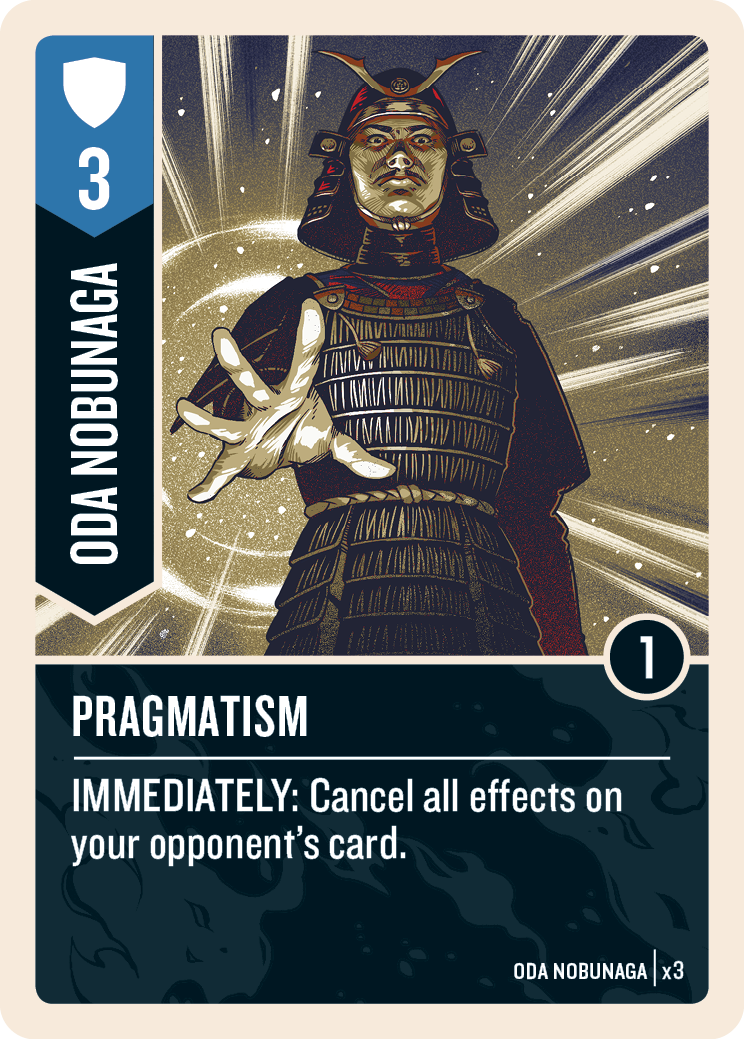 3
ODA NOBUNAGA
1
PRAGMATISM
IMMEDIATELY: Cancel all effects on
your opponent’s card.
ODA NOBUNAGA | x3